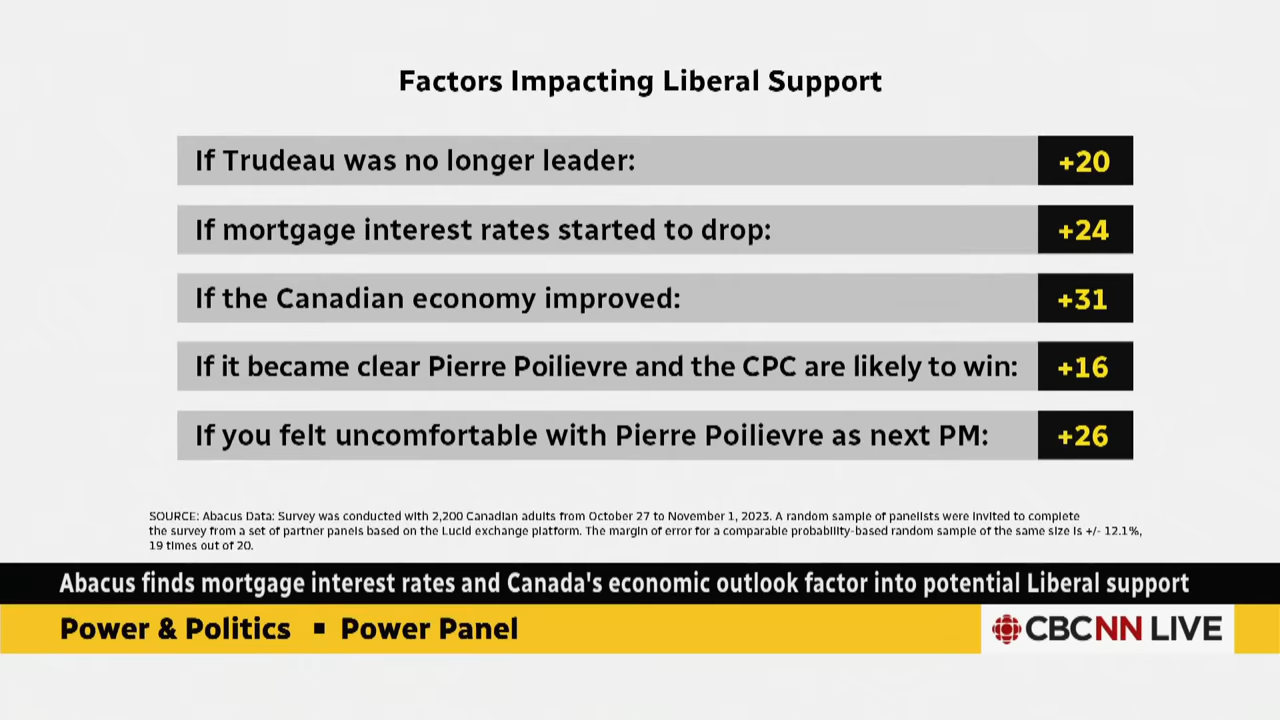 Factors Impacting Liberal Support
If Trudeau was no longer leader: +20
If mortgage interest rates started to drop: +24
If the Canadian economy improved: +31
If it became clear Pierre Poilievre and the CPC are likely to win: +16
If you felt uncomfortable with Pierre Poilievre as next PM: +26
SOURCE: Abacus Data: Survey was conducted with 2,200 Canadian adults from October 27 to November 1, 2023. A random sample of panelists were invited to complete
the survey from a set of partner panels based on the Lucid exchange platform. The margin of error for a comparable probability-based random sample of the same size is +/- 12.1%,
19 times out of 20.
Abacus finds mortgage interest rates and Canada's economic outlook factor into potential Liberal support
Power & Politics ▪ Power Panel
CBCNN LIVE